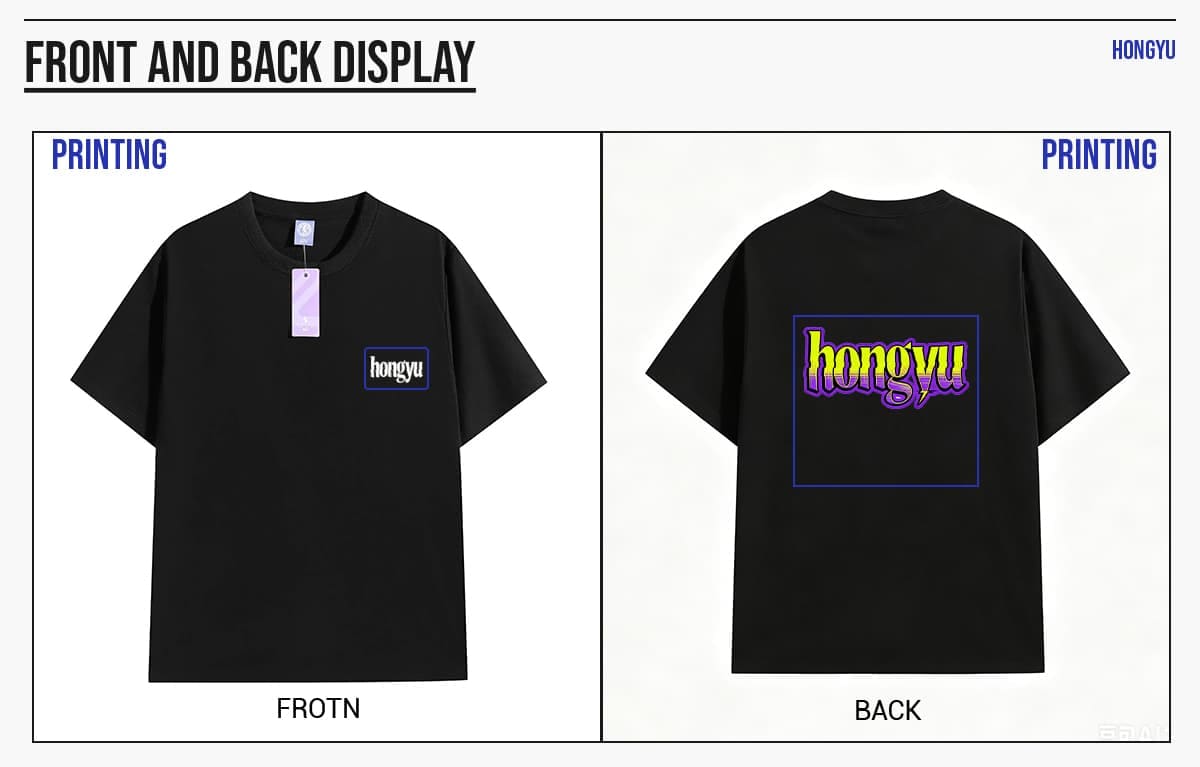 FRONT AND BACK DISPLAY
HONGYU
PRINTING
PRINTING
hongyu
hongyu
FROTN
BACK